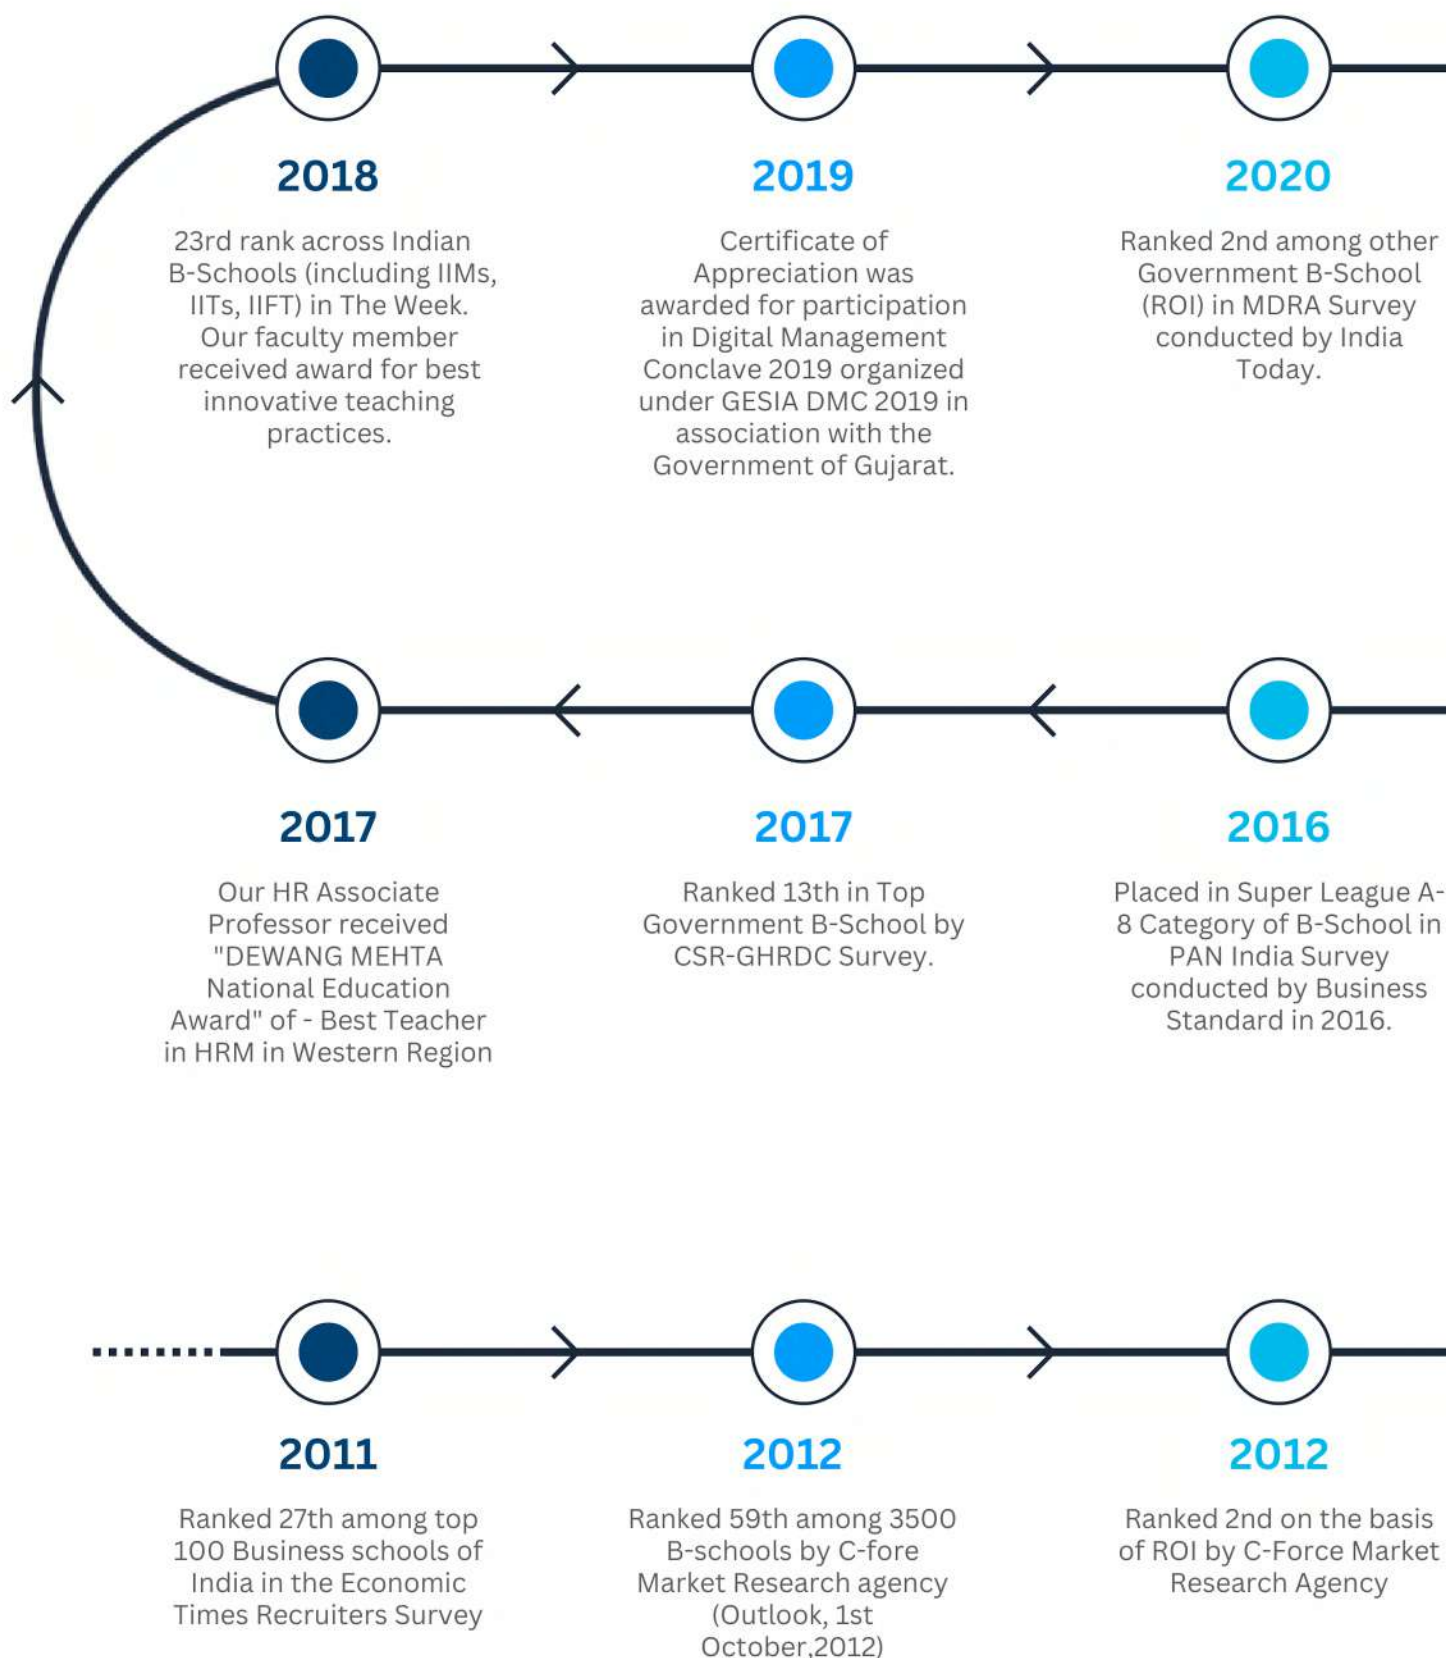 2018
23rd rank across Indian
B-Schools (including IIMs,
IITs, IIFT) in The Week.
Our faculty member
received award for best
innovative teaching
practices.
2019
Certificate of
Appreciation was
awarded for participation
in Digital Management
Conclave 2019 organized
under GESIA DMC 2019 in
association with the
Government of Gujarat.
2020
Ranked 2nd among other
Government B-School
(ROI) in MDRA Survey
conducted by India
Today.
2017
Our HR Associate
Professor received
"DEWANG MEHTA
National Education
Award" of - Best Teacher
in HRM in Western Region
2017
Ranked 13th in Top
Government B-School by
CSR-GHRDC Survey.
2016
Placed in Super League A-
8 Category of B-School in
PAN India Survey
conducted by Business
Standard in 2016.
2011
Ranked 27th among top
100 Business schools of
India in the Economic
Times Recruiters Survey
2012
Ranked 59th among 3500
B-schools by C-fore
Market Research agency
(Outlook, 1st
October,2012)
2012
Ranked 2nd on the basis
of ROI by C-Force Market
Research Agency